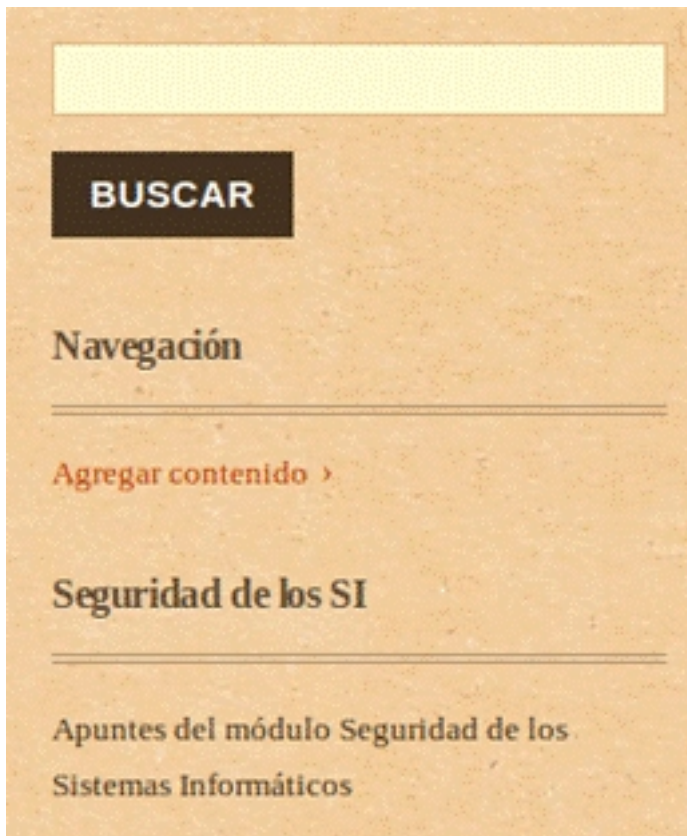 BUSCAR
Navegación
Agregar contenido ›
Seguridad de los SI
Apuntes del módulo Seguridad de los
Sistemas Informáticos